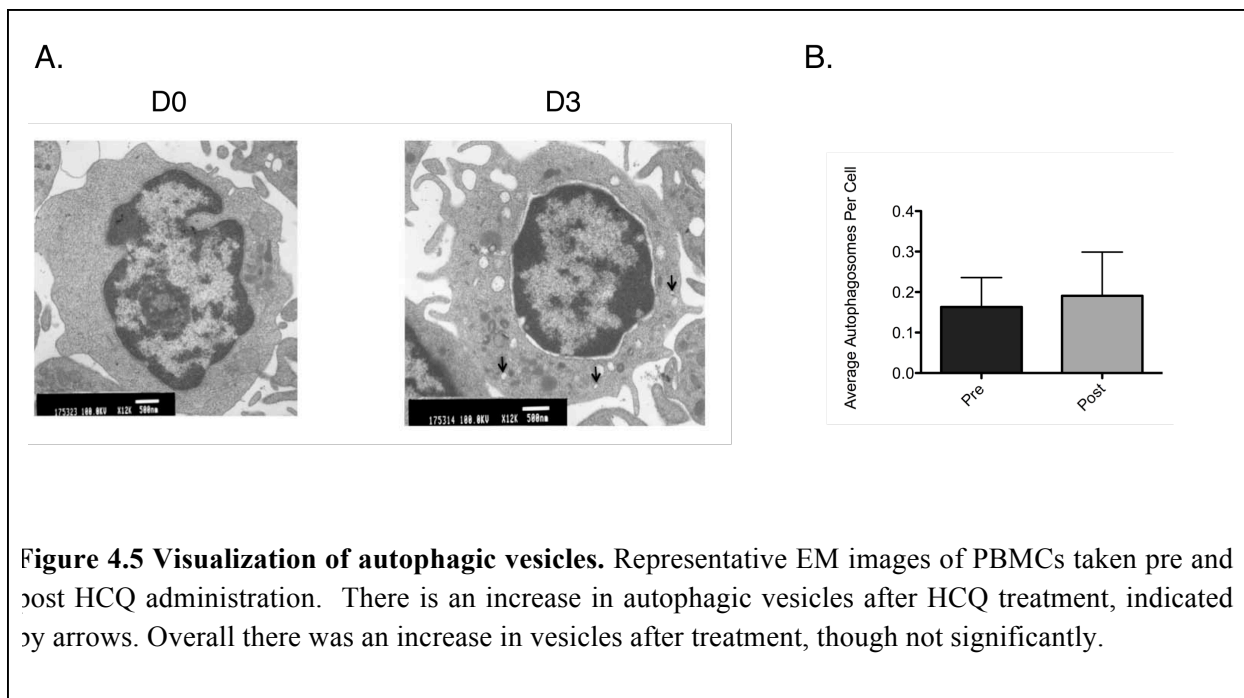 A.
B.
D0
D3
175323 100.0KV X12K 500nm
175314 100.0KV X12K 500nm
Average Autophagosomes Per Cell
0.4
0.3
0.2
0.1
0.0
Pre
Post
Figure 4.5 Visualization of autophagic vesicles. Representative EM images of PBMCs taken pre and
post HCQ administration. There is an increase in autophagic vesicles after HCQ treatment, indicated
by arrows. Overall there was an increase in vesicles after treatment, though not significantly.